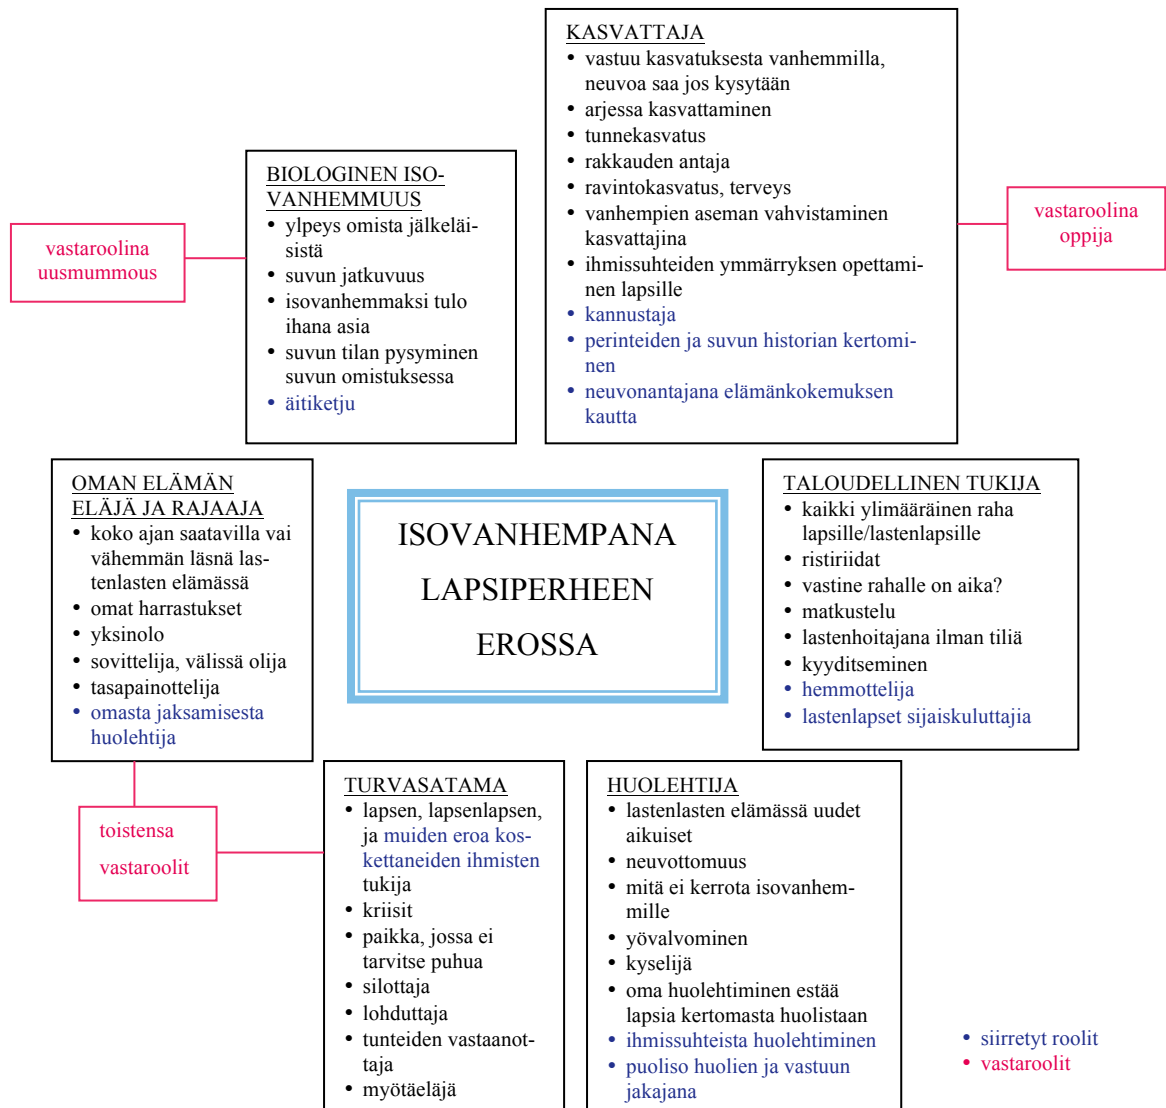 KASVATTAJA
• vastuu kasvatuksesta vanhemmilla,
neuvoa saa jos kysytään
• arjessa kasvattaminen
• tunnekasvatus
• rakkauden antaja
• ravintokasvatus, terveys
• vanhempien aseman vahvistaminen
kasvattajina
• ihmissuhteiden ymmärryksen opettami-
nen lapsille
• kannustaja
• perinteiden ja suvun historian kertomi-
nen
• neuvonantajana elämänkokemuksen
kautta
BIOLOGINEN ISO-
VANHEMMUUS
• ylpeys omista jälkeläi-
sistä
• suvun jatkuvuus
• isovanhemmaksi tulo
ihana asia
• suvun tilan pysyminen
suvun omistuksessa
• äitiketju
vastaroolina
uusmummous
vastaroolina
oppija
OMAN ELÄMÄN
ELÄJÄ JA RAJAAJA
• koko ajan saatavilla vai
vähemmän läsnä las-
tenlasten elämässä
• omat harrastukset
• yksinolo
• sovittelija, välissä olija
• tasapainottelija
• omasta jaksamisesta
huolehtija
ISOVANHEMPANA
LAPSIPERHEEN
EROSSA
TALOUDELLINEN TUKIJA
• kaikki ylimääräinen raha
lapsille/lastenlapsille
• ristiriidat
• vastine rahalle on aika?
• matkustelu
• lastenhoitajana ilman tiliä
• kyyditseminen
• hemmottelija
• lastenlapset sijaiskuluttajia
toistensa
vastaroolit
TURVASATAMA
• lapsen, lapsenlapsen,
ja muiden eroa kos-
kettaneiden ihmisten
tukija
• kriisit
• paikka, jossa ei
tarvitse puhua
• silottaja
• lohduttaja
• tunteiden vastaanot-
taja
• myötäeläjä
HUOLEHTIJA
• lastenlasten elämässä uudet
aikuiset
• neuvottomuus
• mitä ei kerrota isovanhem-
mille
• yövalvominen
• kyselijä
• oma huolehtiminen estää
lapsia kertomasta huolistaan
• ihmissuhteista huolehtiminen
• puoliso huolien ja vastuun
jakajana
• siirretyt roolit
• vastaroolit